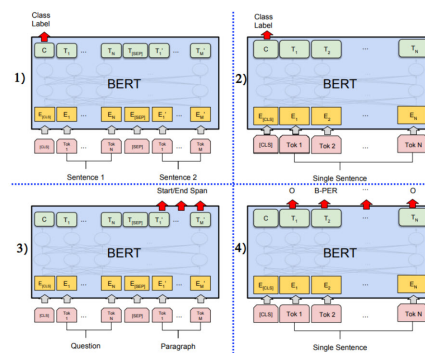 Class
Label
C T1 ... TN T[SEP] T1' ... TM'
1)
BERT
E[CLS] E1 ... EN E[SEP] E1' ... EM'
[CLS] Tok 1 ... Tok N [SEP] Tok 1 ... Tok M
Sentence 1 Sentence 2
Class
Label
C T1 T2 ... TN
2)
BERT
E[CLS] E1 E2 ... EN
[CLS] Tok 1 Tok 2 ... Tok N
Single Sentence
Start/End Span
C T1 ... TN T[SEP] T1' ... TM'
3)
BERT
E[CLS] E1 ... EN E[SEP] E1' ... EM'
[CLS] Tok 1 ... Tok N [SEP] Tok 1 ... Tok M
Question Paragraph
O B-PER ... O
C T1 T2 ... TN
4)
BERT
E[CLS] E1 E2 ... EN
[CLS] Tok 1 Tok 2 ... Tok N
Single Sentence